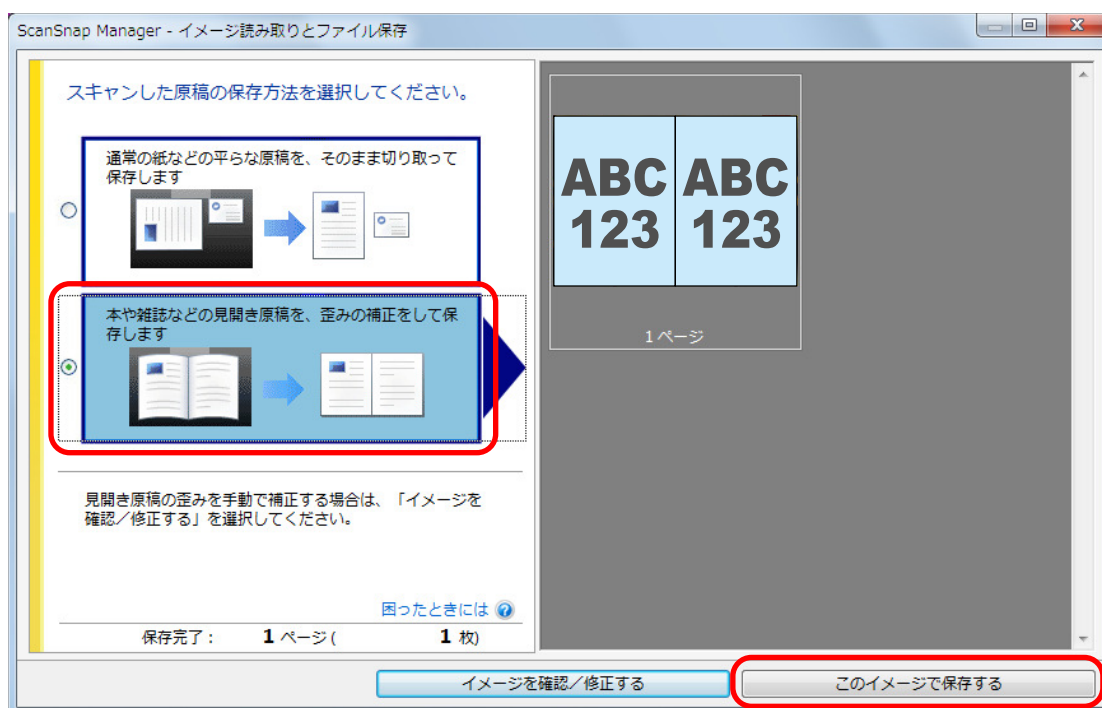 ScanSnap Manager - イメージ読み取りとファイル保存
スキャンした原稿の保存方法を選択してください。
通常の紙などの平らな原稿を、そのまま切り取って
保存します
本や雑誌などの見開き原稿を、歪みの補正をして保
存します
見開き原稿の歪みを手動で補正する場合は、「イメージを
確認／修正する」を選択してください。
困ったときには ?
保存完了： 1 ページ ( 1 枚)
ABC ABC
123 123
1 ページ
イメージを確認／修正する
このイメージで保存する